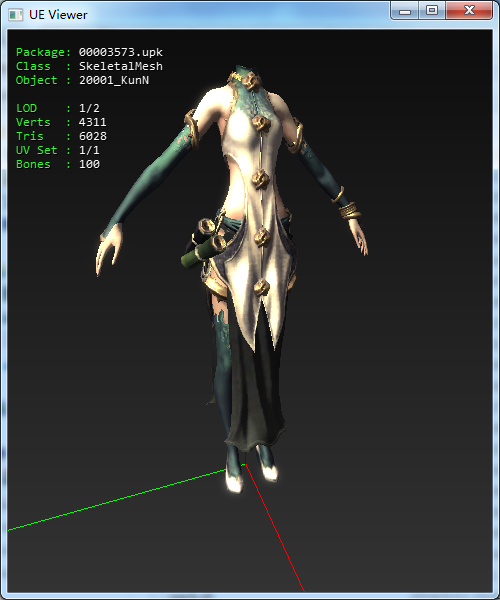 UE Viewer
Package: 00003573.upk
Class : SkeletalMesh
Object : 20001_KunN
LOD : 1/2
Verts : 4311
Tris : 6028
UV Set : 1/1
Bones : 100